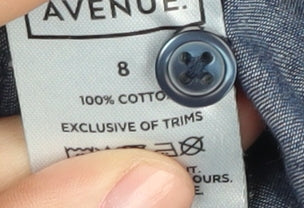 AVENUE.
8
100% COTTO
EXCLUSIVE OF TRIMS
T.
OURS.
E.